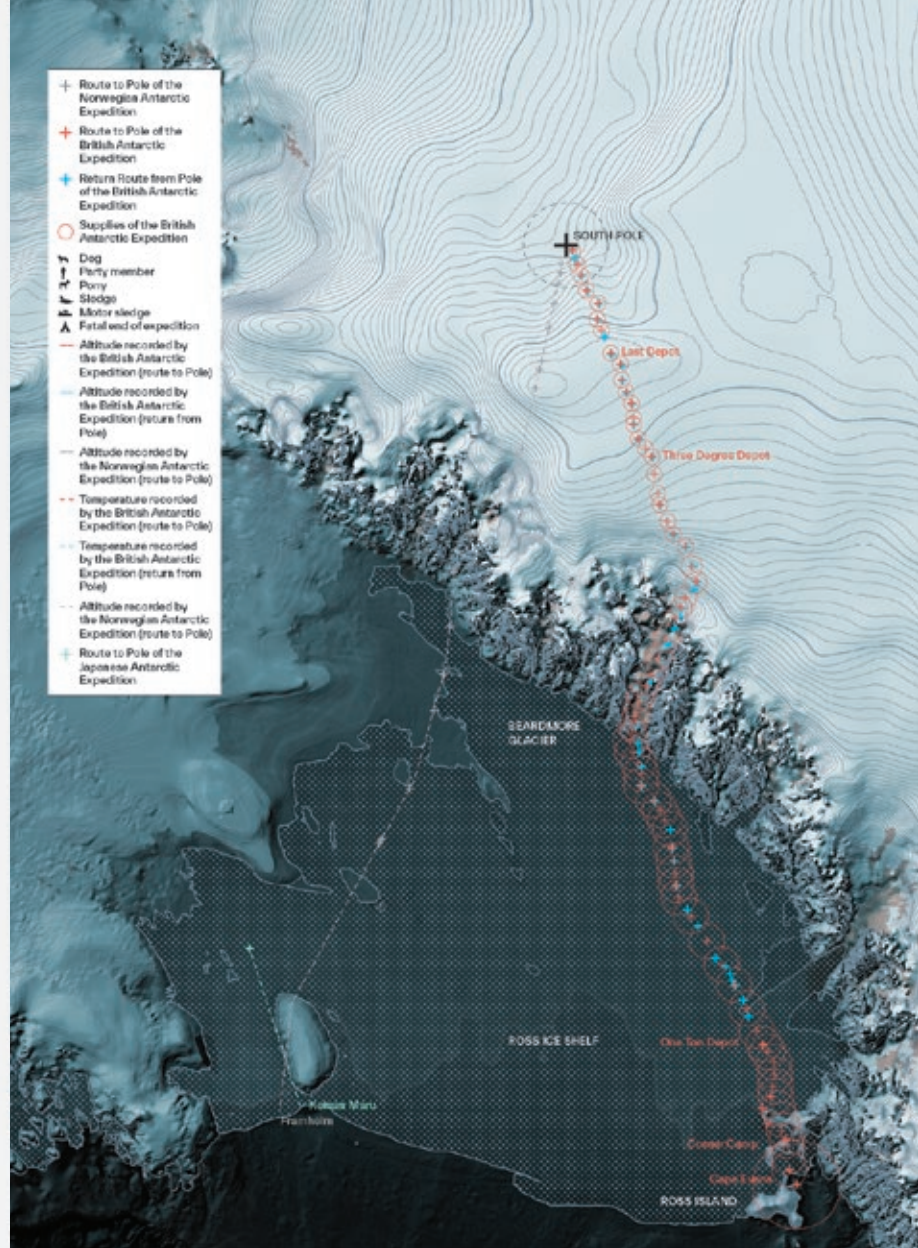 Route to Pole of the
Norwegian Antarctic
Expedition
Route to Pole of the
British Antarctic
Expedition
Return Route from Pole
of the British Antarctic
Expedition
Supplies of the British
Antarctic Expedition
Dog
Party member
Pony
Sledge
Motor sledge
Fatal end of expedition
Altitude recorded by
the British Antarctic
Expedition (route to Pole)
Altitude recorded by
the British Antarctic
Expedition (return from
Pole)
Altitude recorded by
the Norwegian Antarctic
Expedition (route to Pole)
Temperature recorded
by the British Antarctic
Expedition (route to Pole)
Temperature recorded
by the British Antarctic
Expedition (return from
Pole)
Altitude recorded by
the Norwegian Antarctic
Expedition (route to Pole)
Route to Pole of the
Japanese Antarctic
Expedition
SOUTH POLE
Last Depot
Three Degree Depot
BEARDMORE
GLACIER
One Ton Depot
ROSS ICE SHELF
Kainan Maru
Framheim
Corner Camp
Cape Evans
ROSS ISLAND